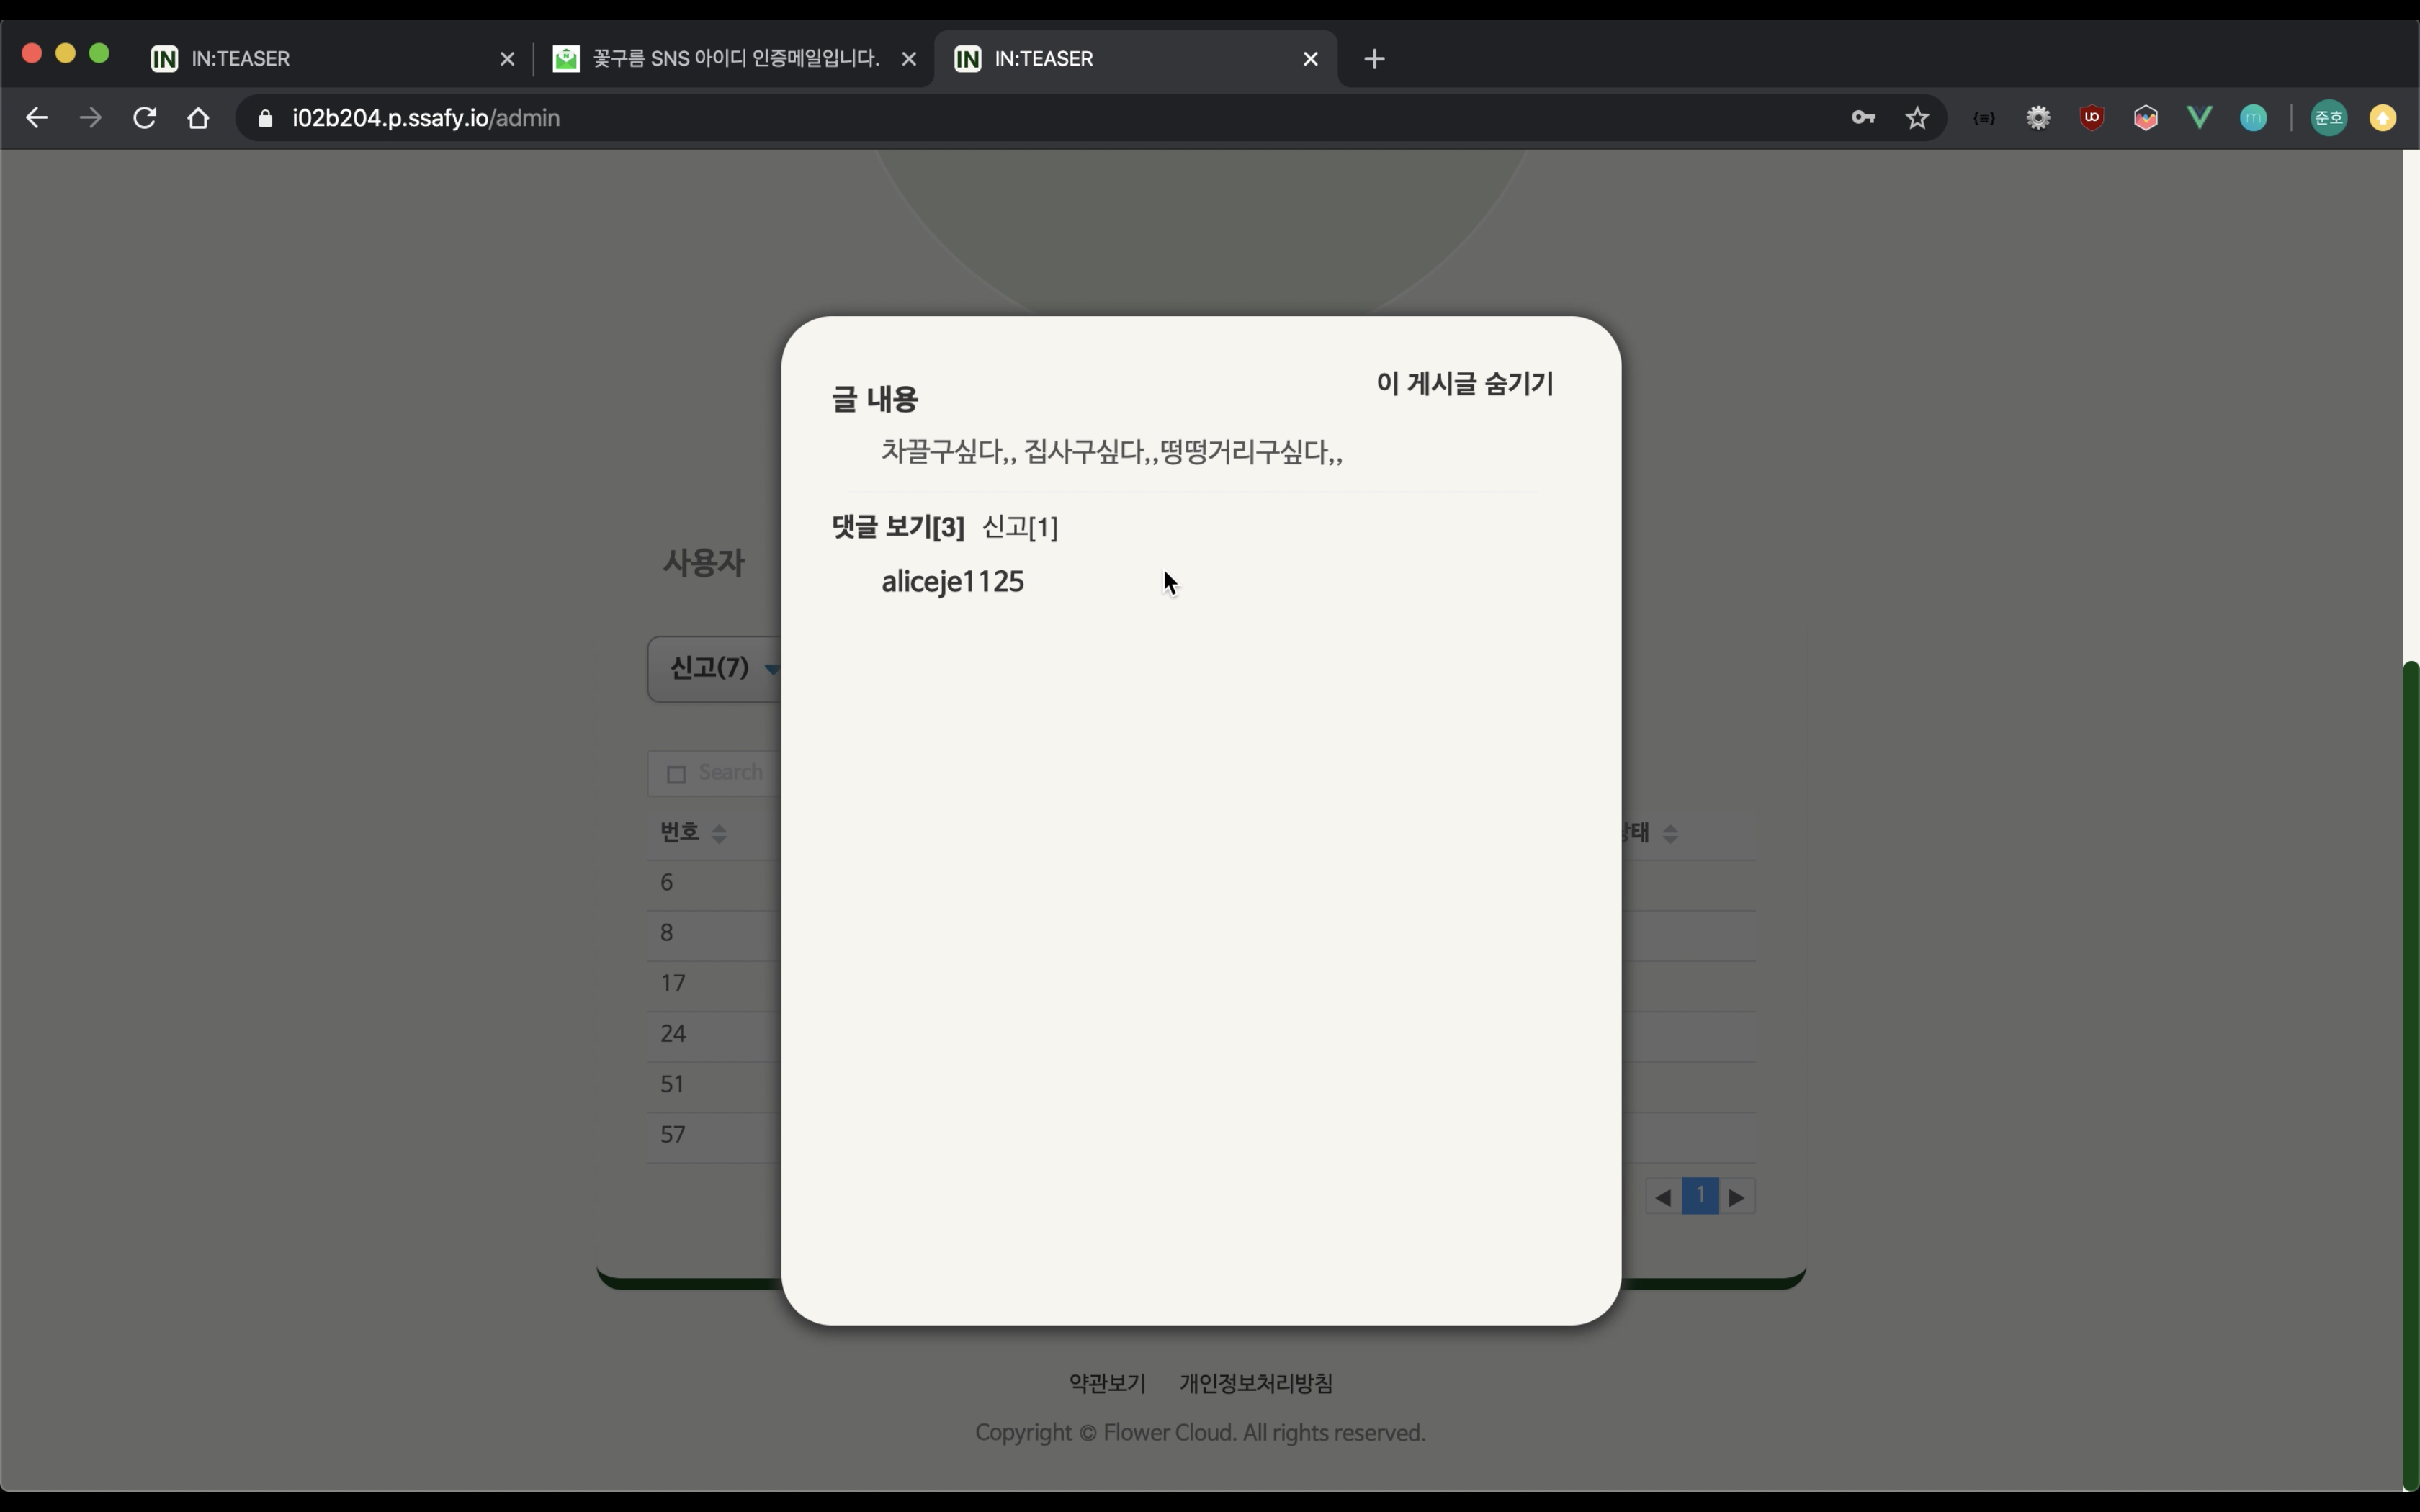 IN:TEASER
꽃구름 SNS 아이디 인증메일입니다.
IN:TEASER
i02b204.p.ssafy.io/admin
준호
글 내용
이 게시글 숨기기
차끌구싶다,, 집사구싶다,,떵떵거리구싶다,,
댓글 보기[3] 신고[1]
aliceje1125
사용자
신고(7)
Search
번호
6
8
17
24
51
57
1
약관보기 개인정보처리방침
Copyright © Flower Cloud. All rights reserved.